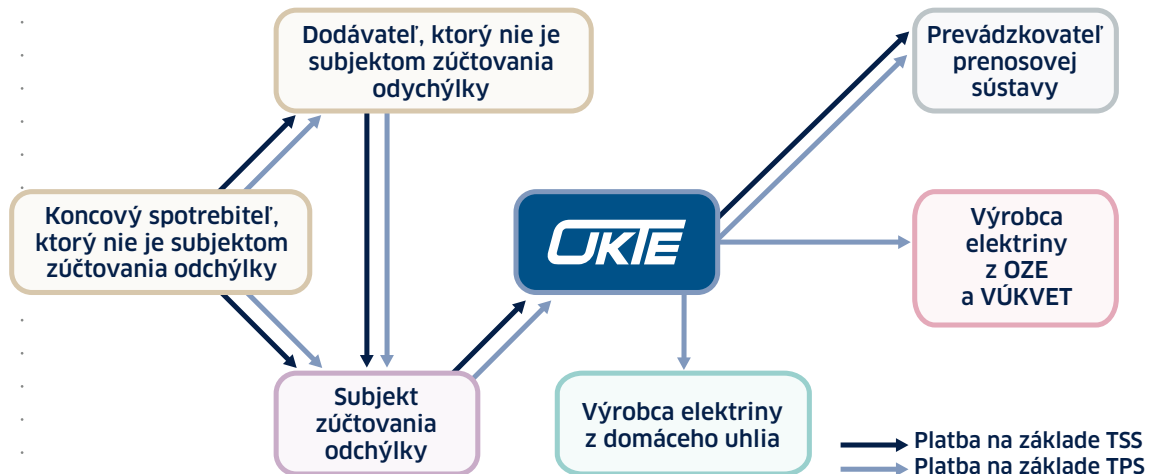 Dodávateľ, ktorý nie je
subjektom zúčtovania
odychýlky
Prevádzkovateľ
prenosovej
sústavy
Koncový spotrebiteľ,
ktorý nie je subjektom
zúčtovania odchýlky
OKTE
Výrobca
elektriny
z OZE
a VÚKVET
Subjekt
zúčtovania
odchýlky
Výrobca elektriny
z domáceho uhlia
Platba na základe TSS
Platba na základe TPS